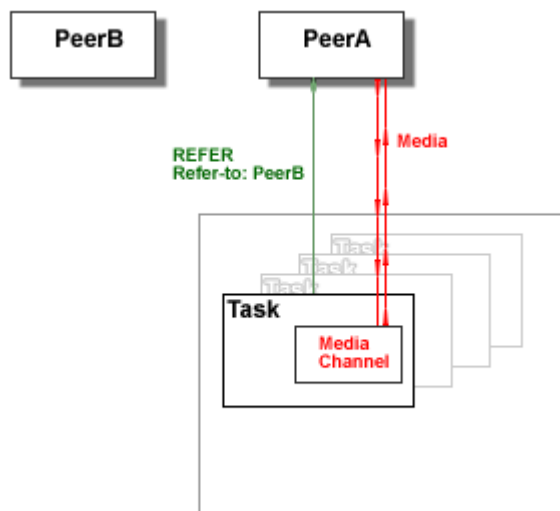 PeerB
PeerA
REFER
Refer-to: PeerB
Media
Task
Task
Task
Task
Media
Channel